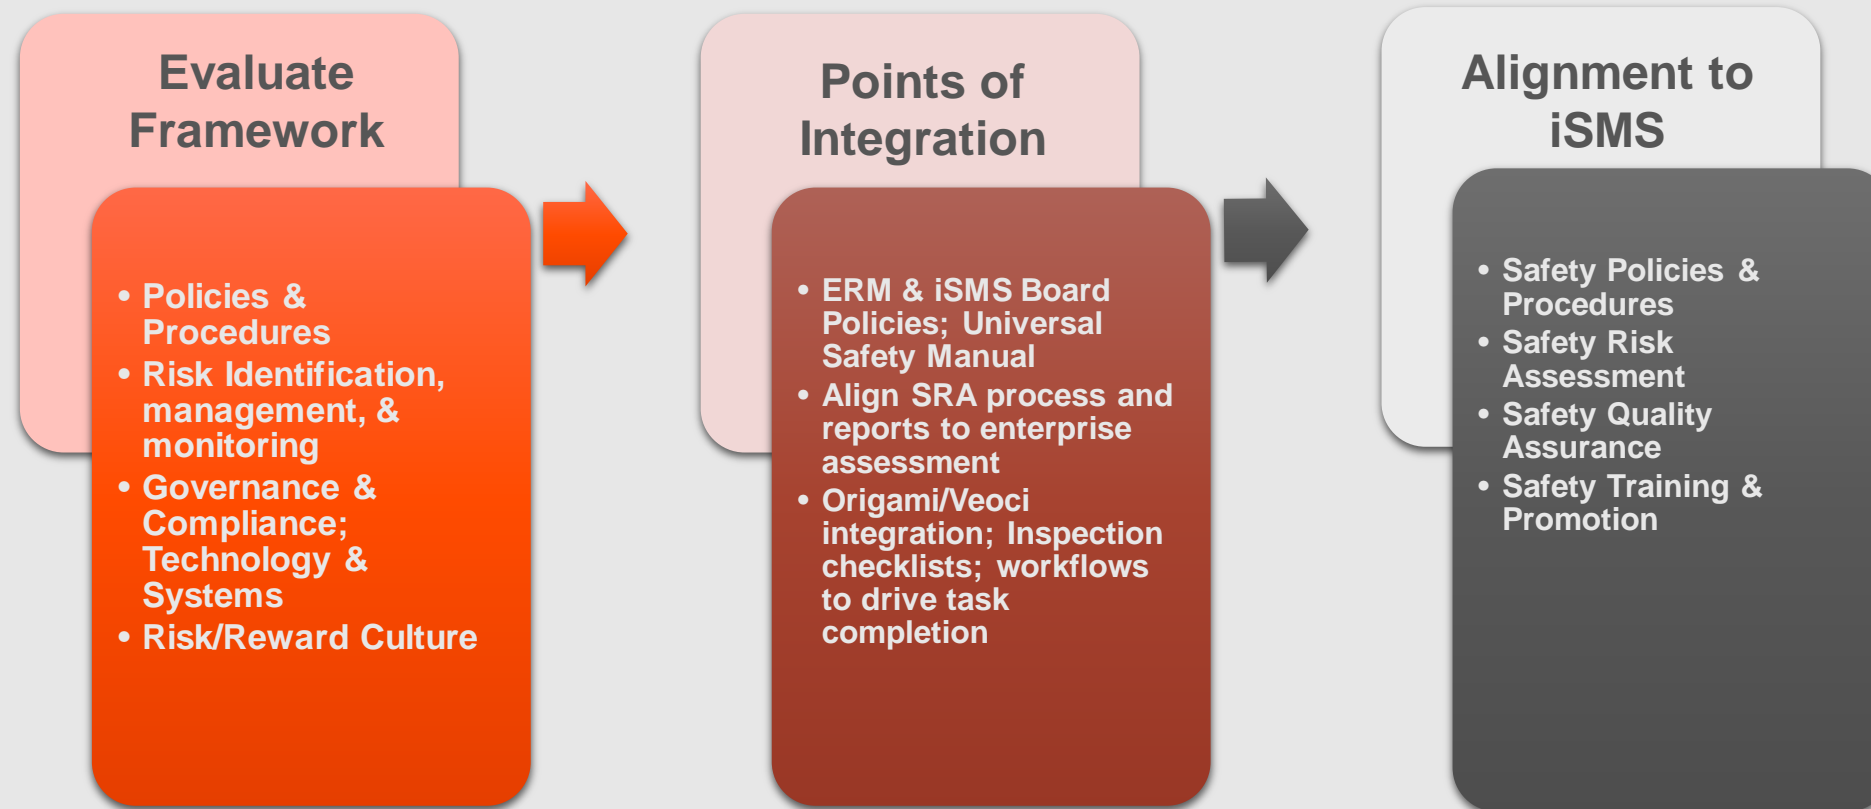 Evaluate
Framework
• Policies &
Procedures
• Risk Identification,
management, &
monitoring
• Governance &
Compliance;
Technology &
Systems
• Risk/Reward Culture
Points of
Integration
• ERM & iSMS Board
Policies; Universal
Safety Manual
• Align SRA process and
reports to enterprise
assessment
• Origami/Veoci
integration; Inspection
checklists; workflows
to drive task
completion
Alignment to
iSMS
• Safety Policies &
Procedures
• Safety Risk
Assessment
• Safety Quality
Assurance
• Safety Training &
Promotion